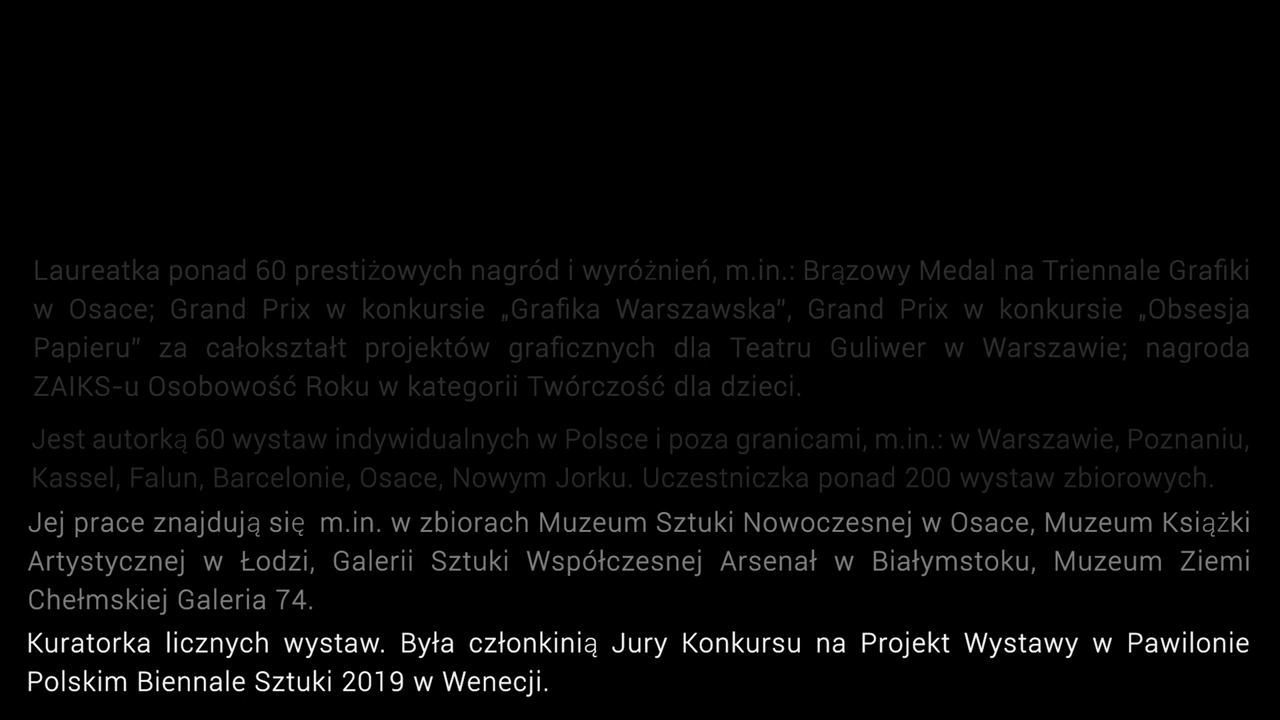 Laureatka ponad 60 prestiżowych nagród i wyróżnień, m.in.: Brązowy Medal na Triennale Grafiki
w Osace; Grand Prix w konkursie „Grafika Warszawska”, Grand Prix w konkursie „Obsesja
Papieru” za całokształt projektów graficznych dla Teatru Guliwer w Warszawie; nagroda
ZAIKS-u Osobowość Roku w kategorii Twórczość dla dzieci.
Jest autorką 60 wystaw indywidualnych w Polsce i poza granicami, m.in.: w Warszawie, Poznaniu,
Kassel, Falun, Barcelonie, Osace, Nowym Jorku. Uczestniczka ponad 200 wystaw zbiorowych.
Jej prace znajdują się m.in. w zbiorach Muzeum Sztuki Nowoczesnej w Osace, Muzeum Książki
Artystycznej w Łodzi, Galerii Sztuki Współczesnej Arsenał w Białymstoku, Muzeum Ziemi
Chełmskiej Galeria 74.
Kuratorka licznych wystaw. Była członkinią Jury Konkursu na Projekt Wystawy w Pawilonie
Polskim Biennale Sztuki 2019 w Wenecji.